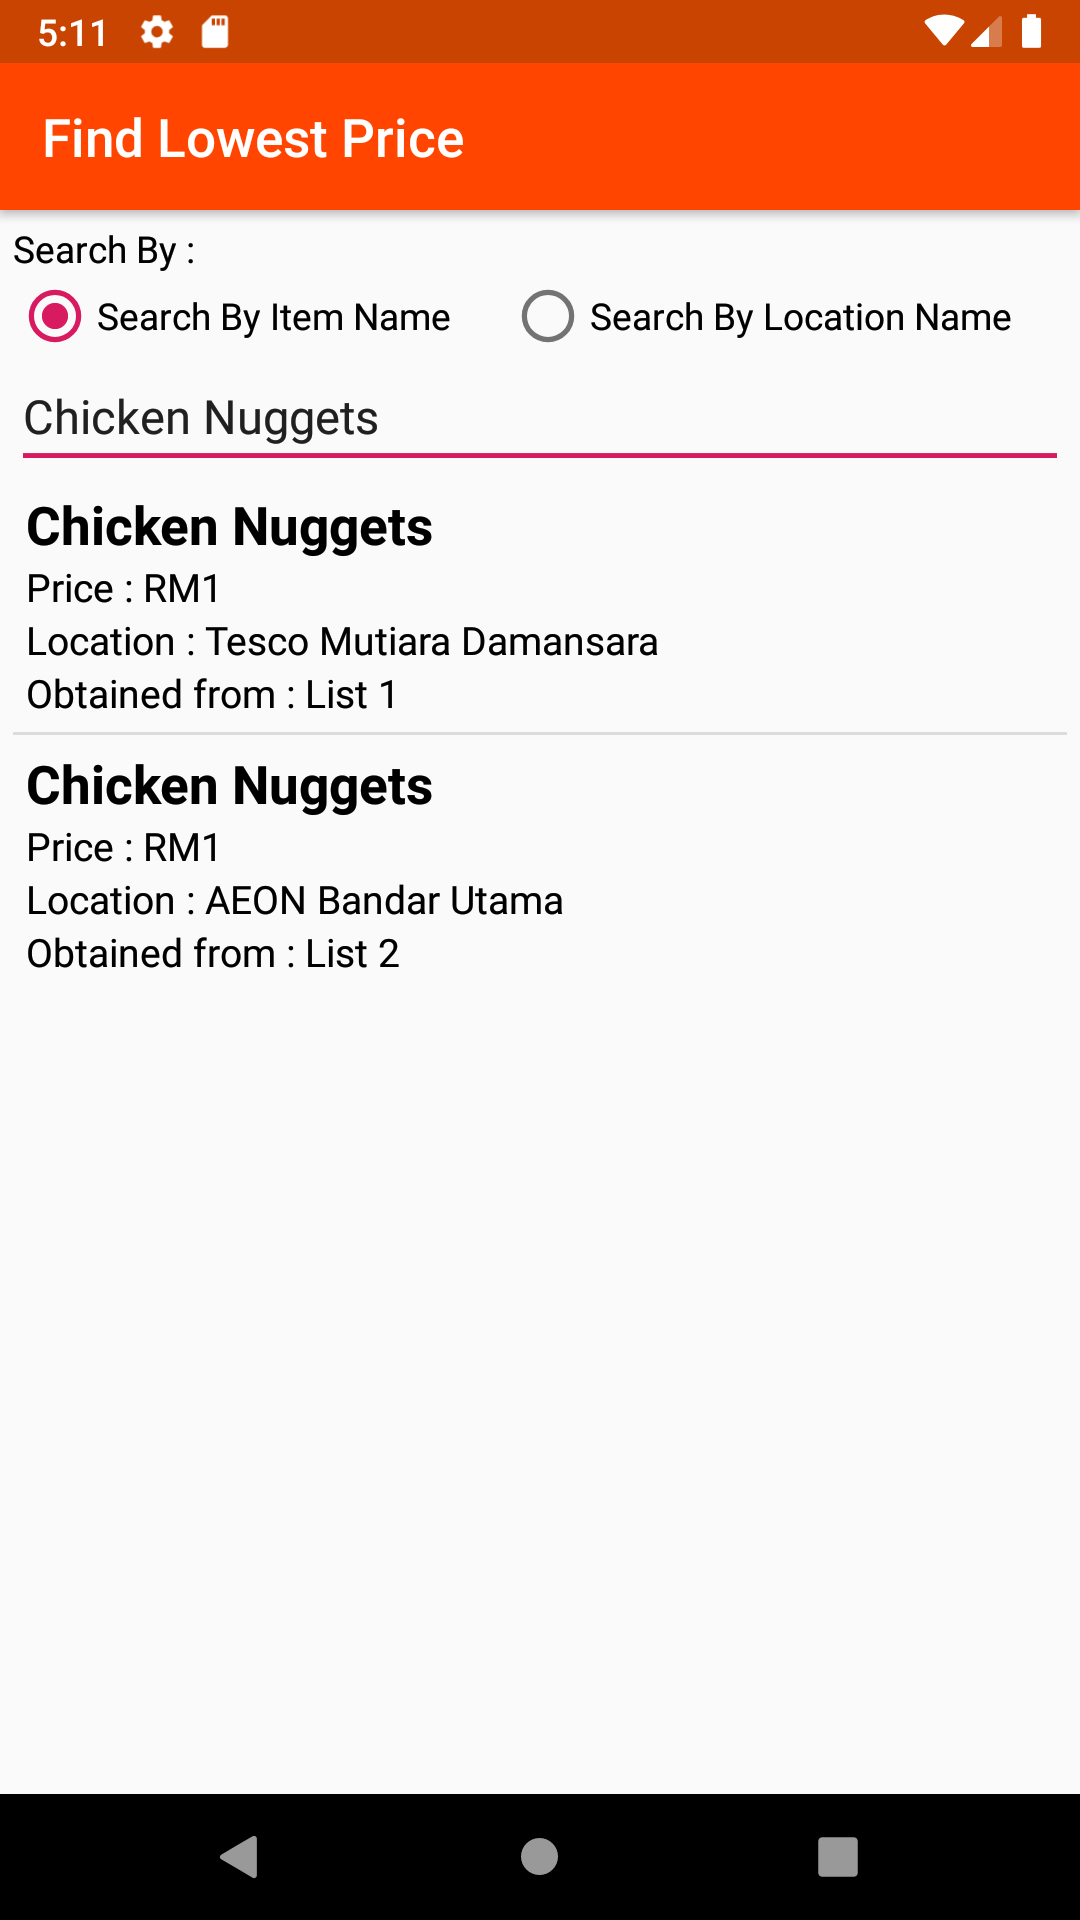 5:11
Find Lowest Price
Search By :
Search By Item Name
Search By Location Name
Chicken Nuggets
Chicken Nuggets
Price : RM1
Location : Tesco Mutiara Damansara
Obtained from : List 1
Chicken Nuggets
Price : RM1
Location : AEON Bandar Utama
Obtained from : List 2